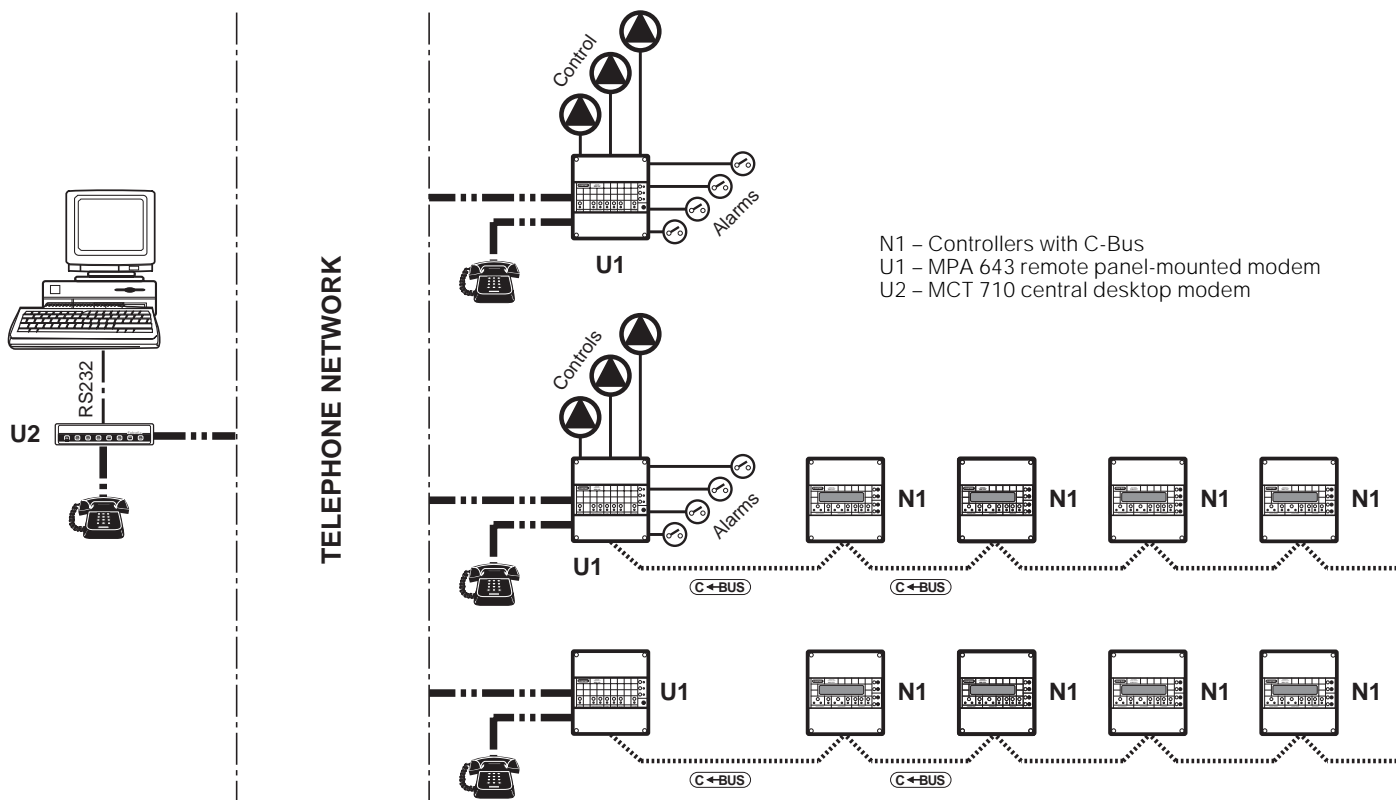 Control
Alarms
U1
N1 – Controllers with C-Bus
U1 – MPA 643 remote panel-mounted modem
U2 – MCT 710 central desktop modem
TELEPHONE NETWORK
RS232
U2
Controls
Alarms
U1
N1
N1
N1
N1
C BUS
C BUS
U1
N1
N1
N1
N1
C BUS
C BUS